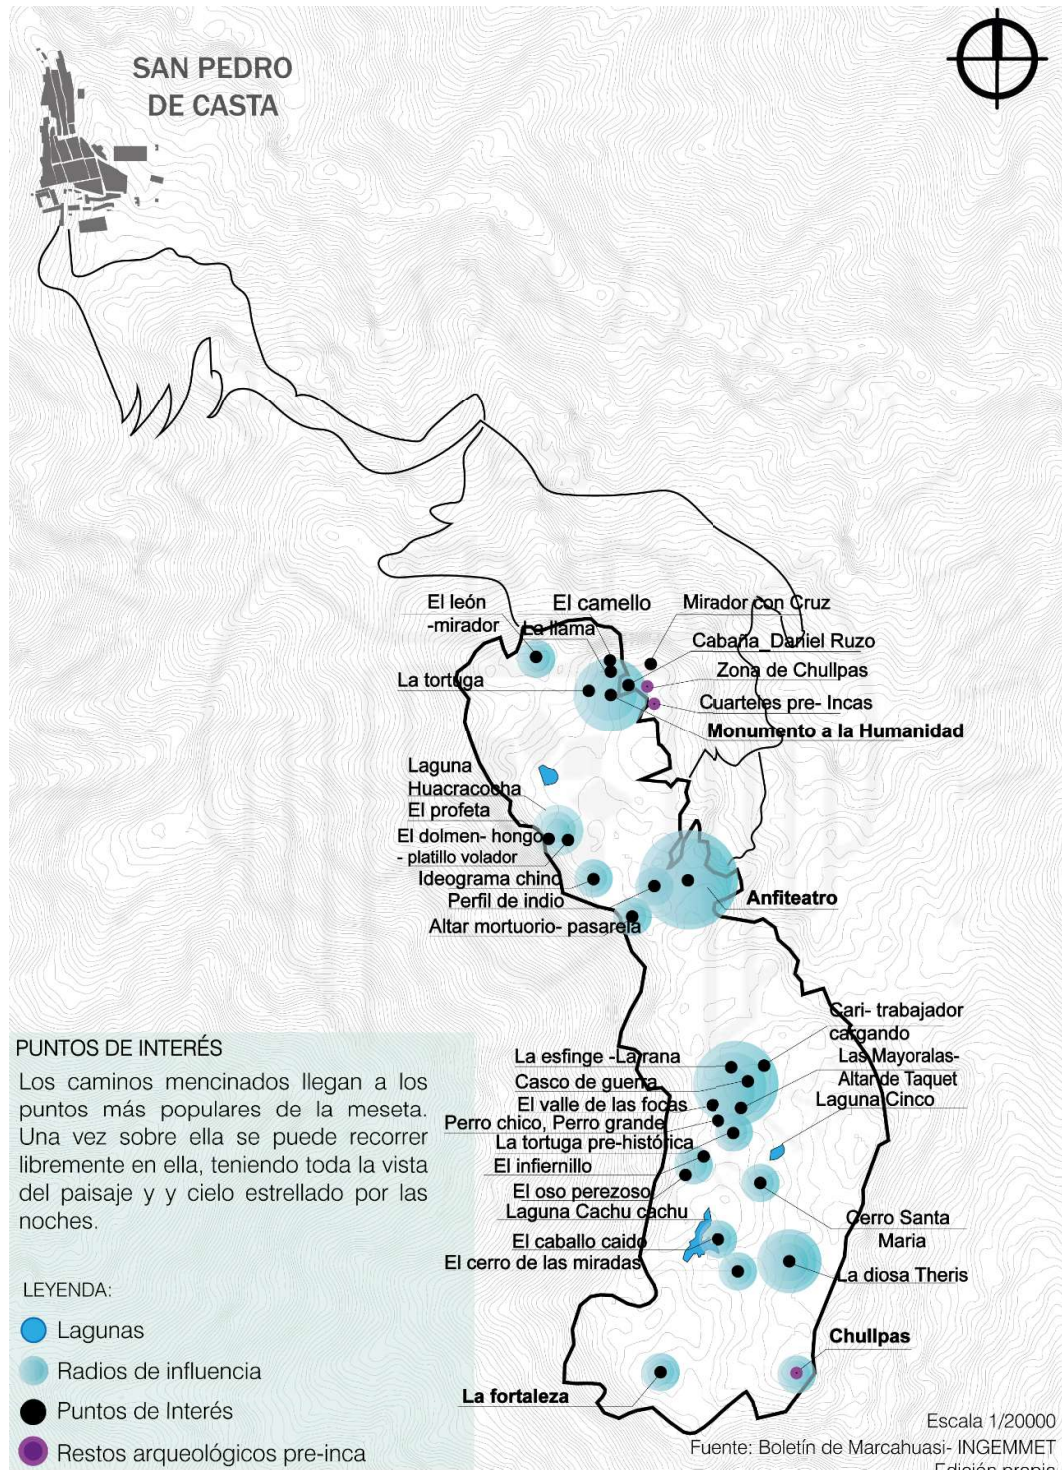 SAN PEDRO
DE CASTA
El león
-mirador
El camello
La llama
Mirador con Cruz
Cabaña_Daniel Ruzo
La tortuga
Zona de Chullpas
Cuarteles pre- Incas
Monumento a la Humanidad
Laguna
Huacracocha
El profeta
El dolmen- hongo
- platillo volador
Ideograma chino
Perfil de indio
Altar mortuorio- pasarela
Anfiteatro
Cari- trabajador
cargando
La esfinge -La rana
Las Mayoralas-
Altar de Taquet
Casco de guerra
El valle de las focas
Laguna Cinco
Perro chico, Perro grande
La tortuga pre-histórica
El infiernillo
El oso perezoso
Laguna Cachu cachu
Cerro Santa
Maria
El caballo caido
El cerro de las miradas
La diosa Theris
Chullpas
La fortaleza
PUNTOS DE INTERÉS
Los caminos mencinados llegan a los
puntos más populares de la meseta.
Una vez sobre ella se puede recorrer
libremente en ella, teniendo toda la vista
del paisaje y y cielo estrellado por las
noches.
LEYENDA:
Lagunas
Radios de influencia
Puntos de Interés
Restos arqueológicos pre-inca
Escala 1/20000
Fuente: Boletín de Marcahuasi- INGEMMET
Edición propia